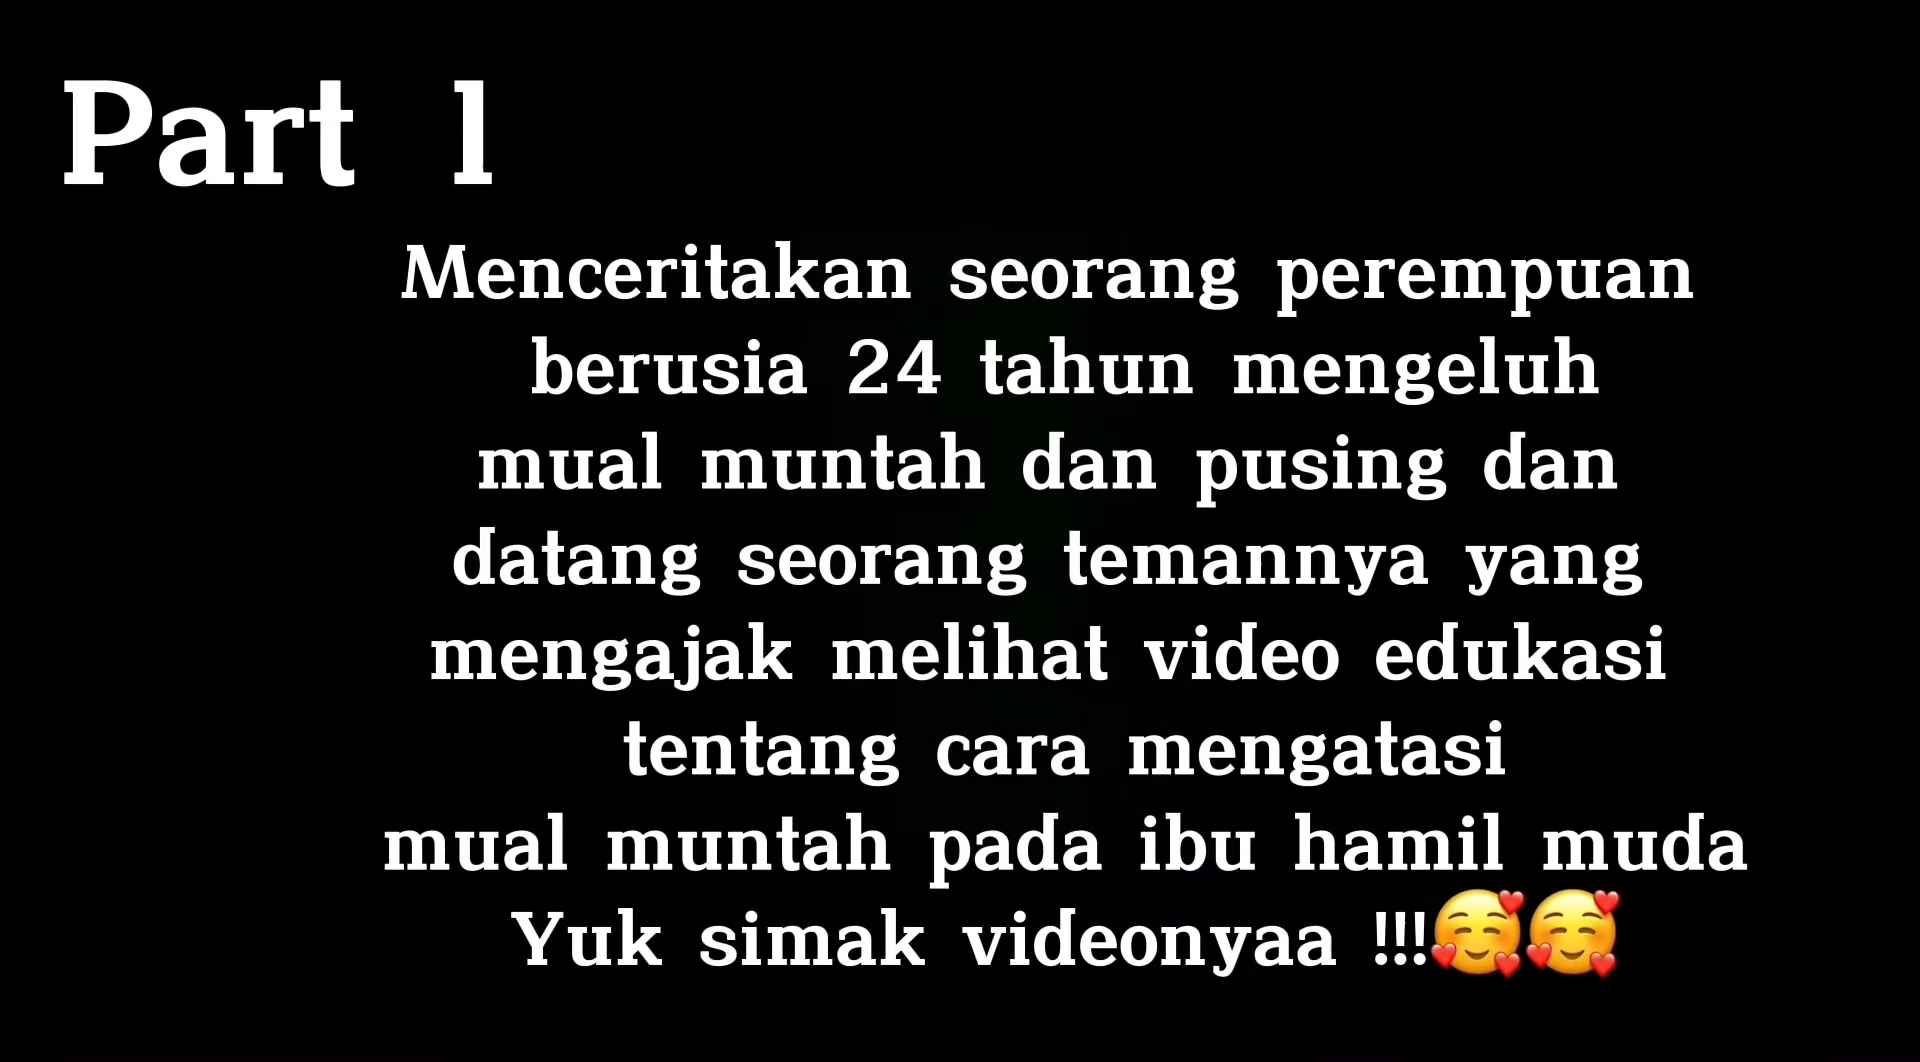 Part 1
Menceritakan seorang perempuan
berusia 24 tahun mengeluh
mual muntah dan pusing dan
datang seorang temannya yang
mengajak melihat video edukasi
tentang cara mengatasi
mual muntah pada ibu hamil muda
Yuk simak videonyaa !!!🥰🥰